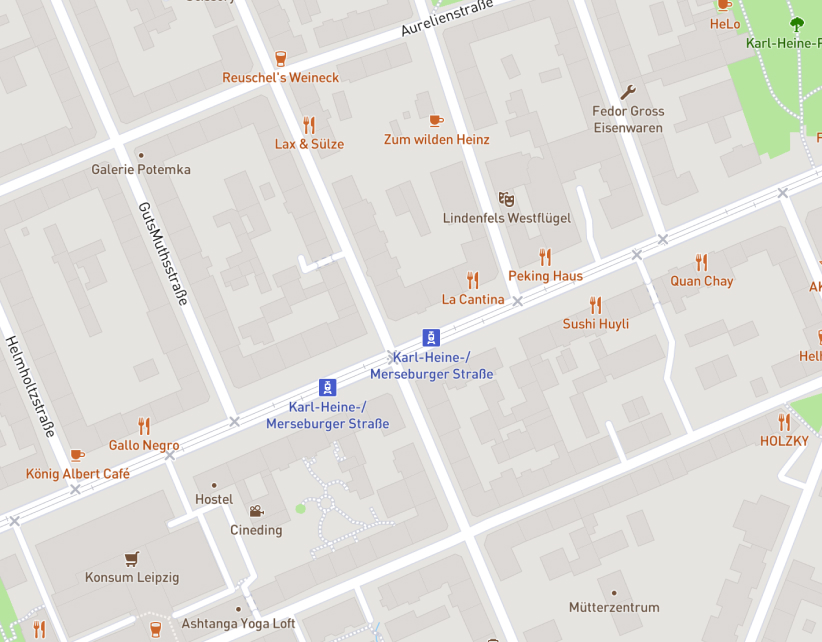 Aurelienstraße
HeLo
Karl-Heine-P
Reuschel's Weineck
Fedor Gross
Eisenwaren
Lax & Sülze
Zum wilden Heinz
Galerie Potemka
GutsMuthsstraße
Lindenfels Westflügel
Peking Haus
Quan Chay
La Cantina
Sushi Huyli
Karl-Heine-/
Merseburger Straße
Helmholtzstraße
Karl-Heine-/
Merseburger Straße
Gallo Negro
König Albert Café
HOLZKY
Hostel
Cineding
Konsum Leipzig
Mütterzentrum
Ashtanga Yoga Loft